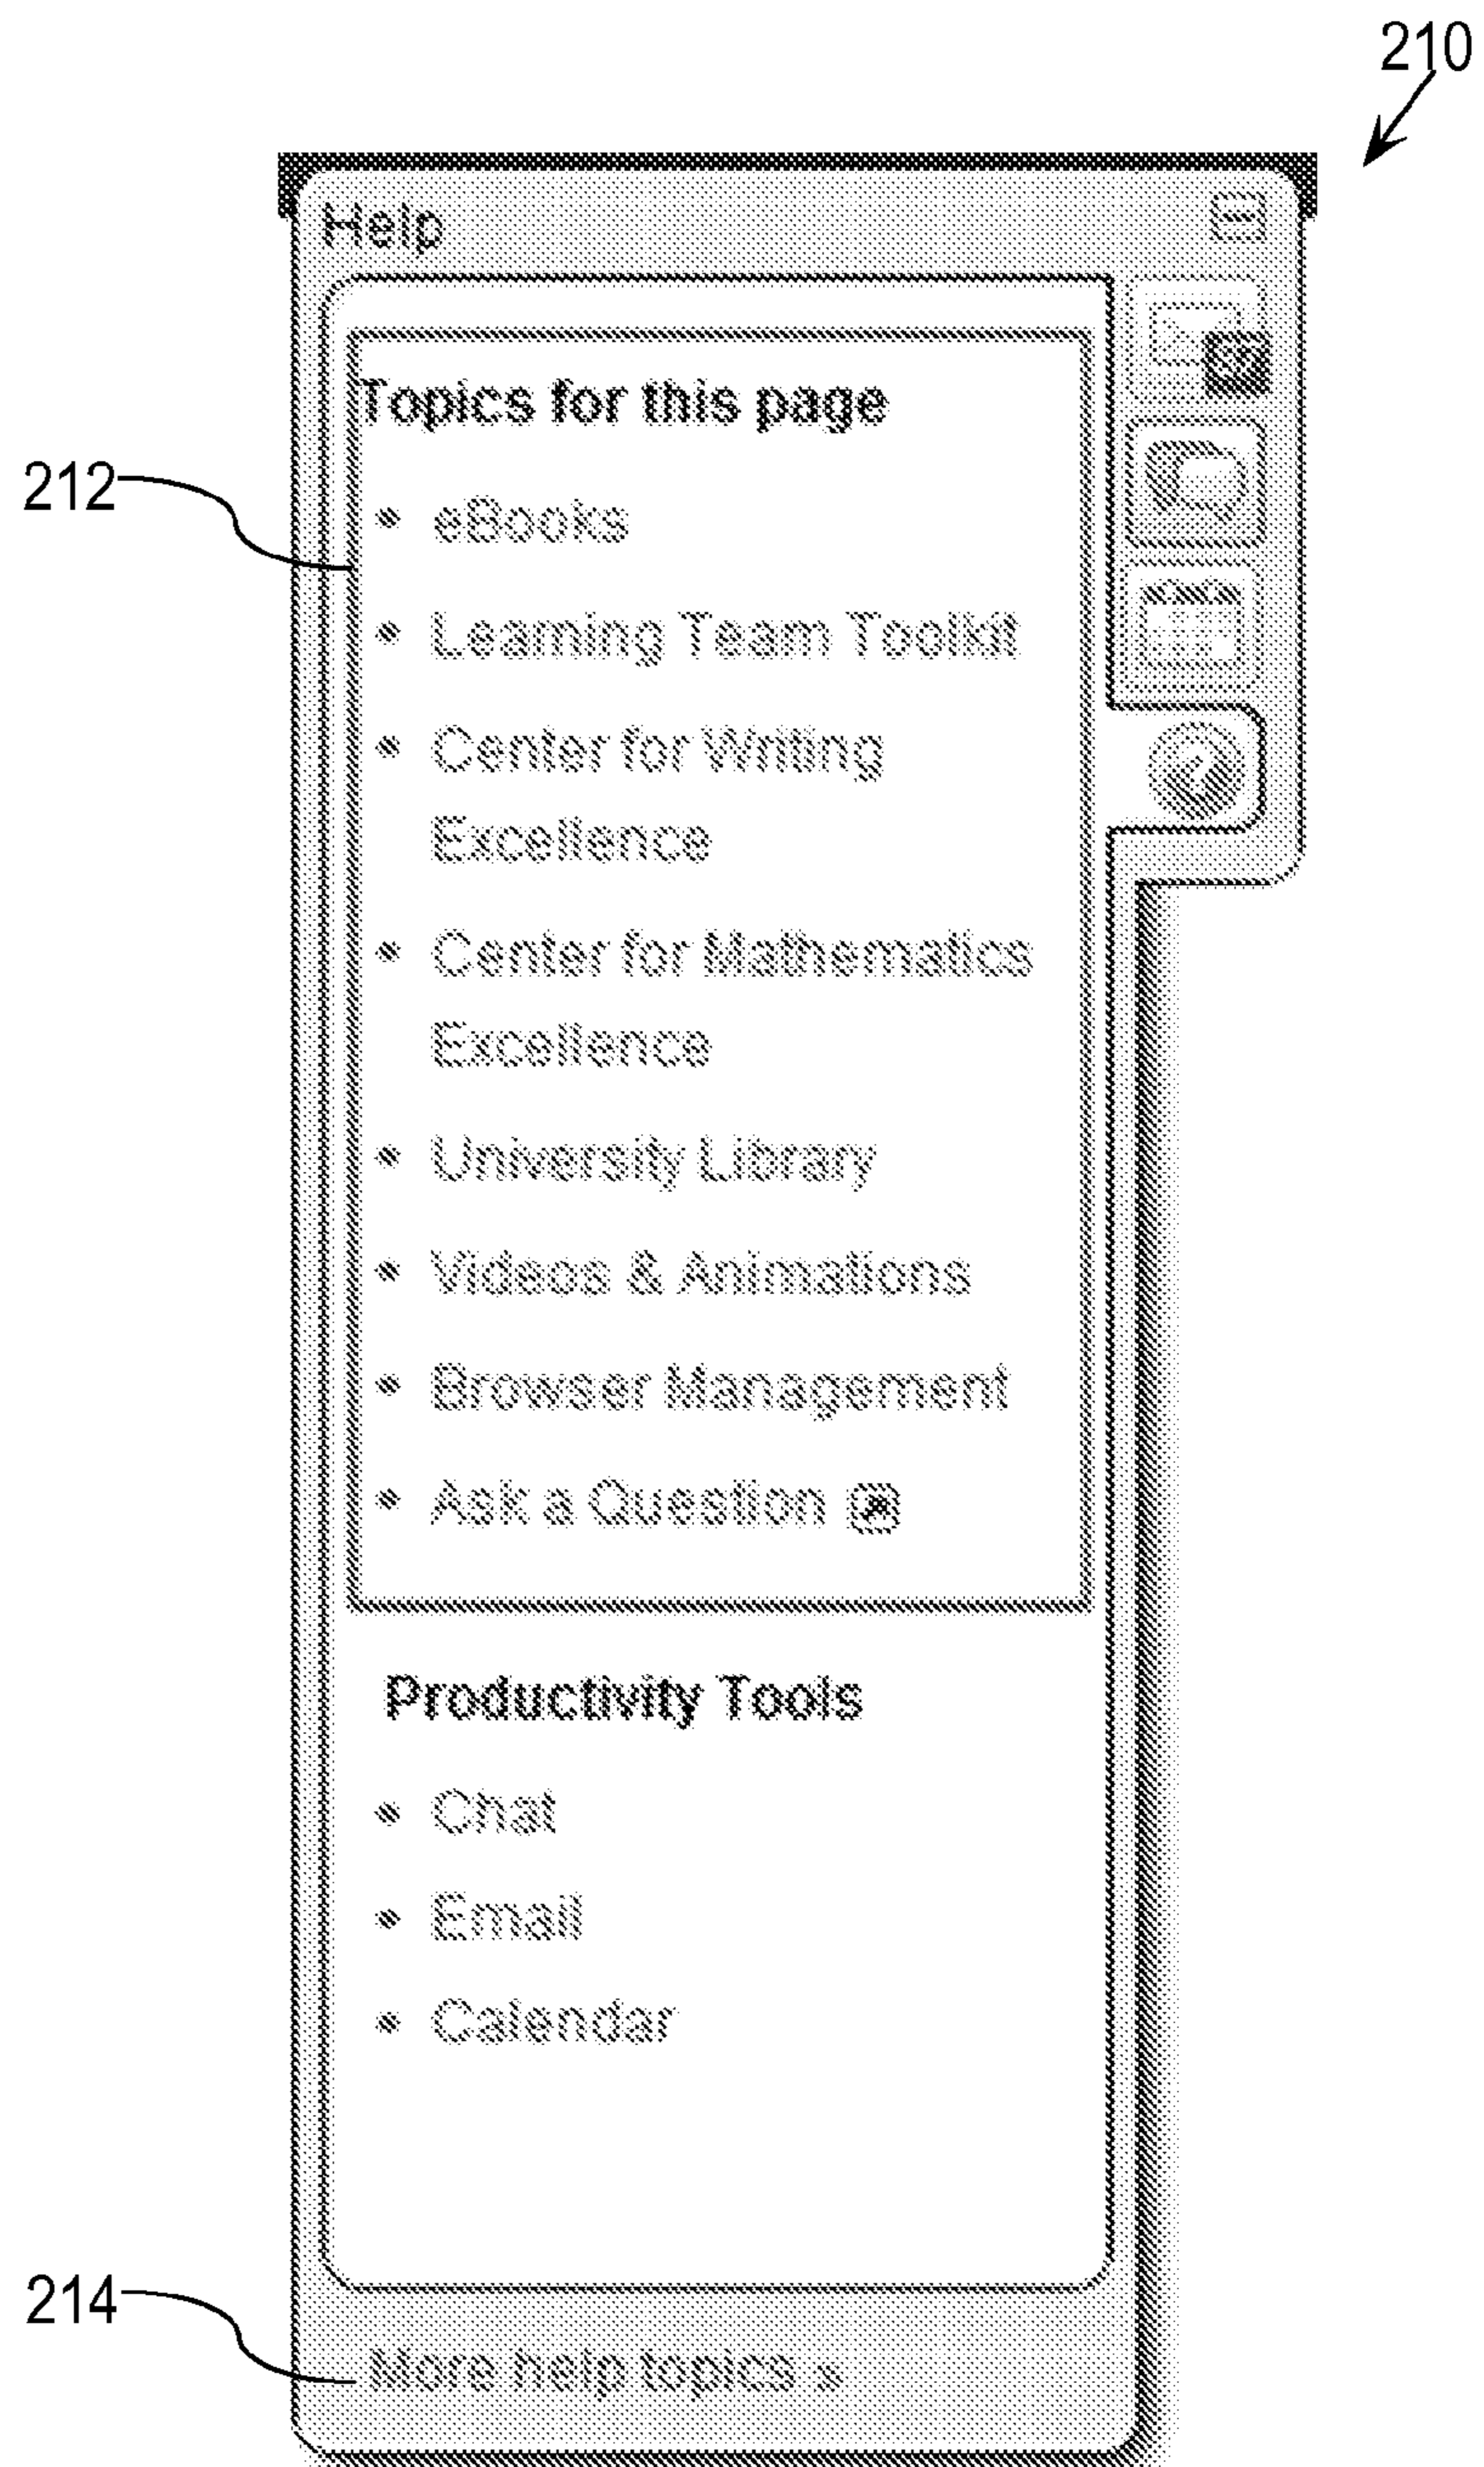 210
Help
Topics for this page
212
• eBooks
• Learning Team Toolkit
• Center for Writing
Excellence
• Center for Mathematics
Excellence
• University Library
• Videos & Animations
• Browser Management
• Ask a Question
Productivity Tools
• Chat
• Email
• Calendar
214
More help topics »